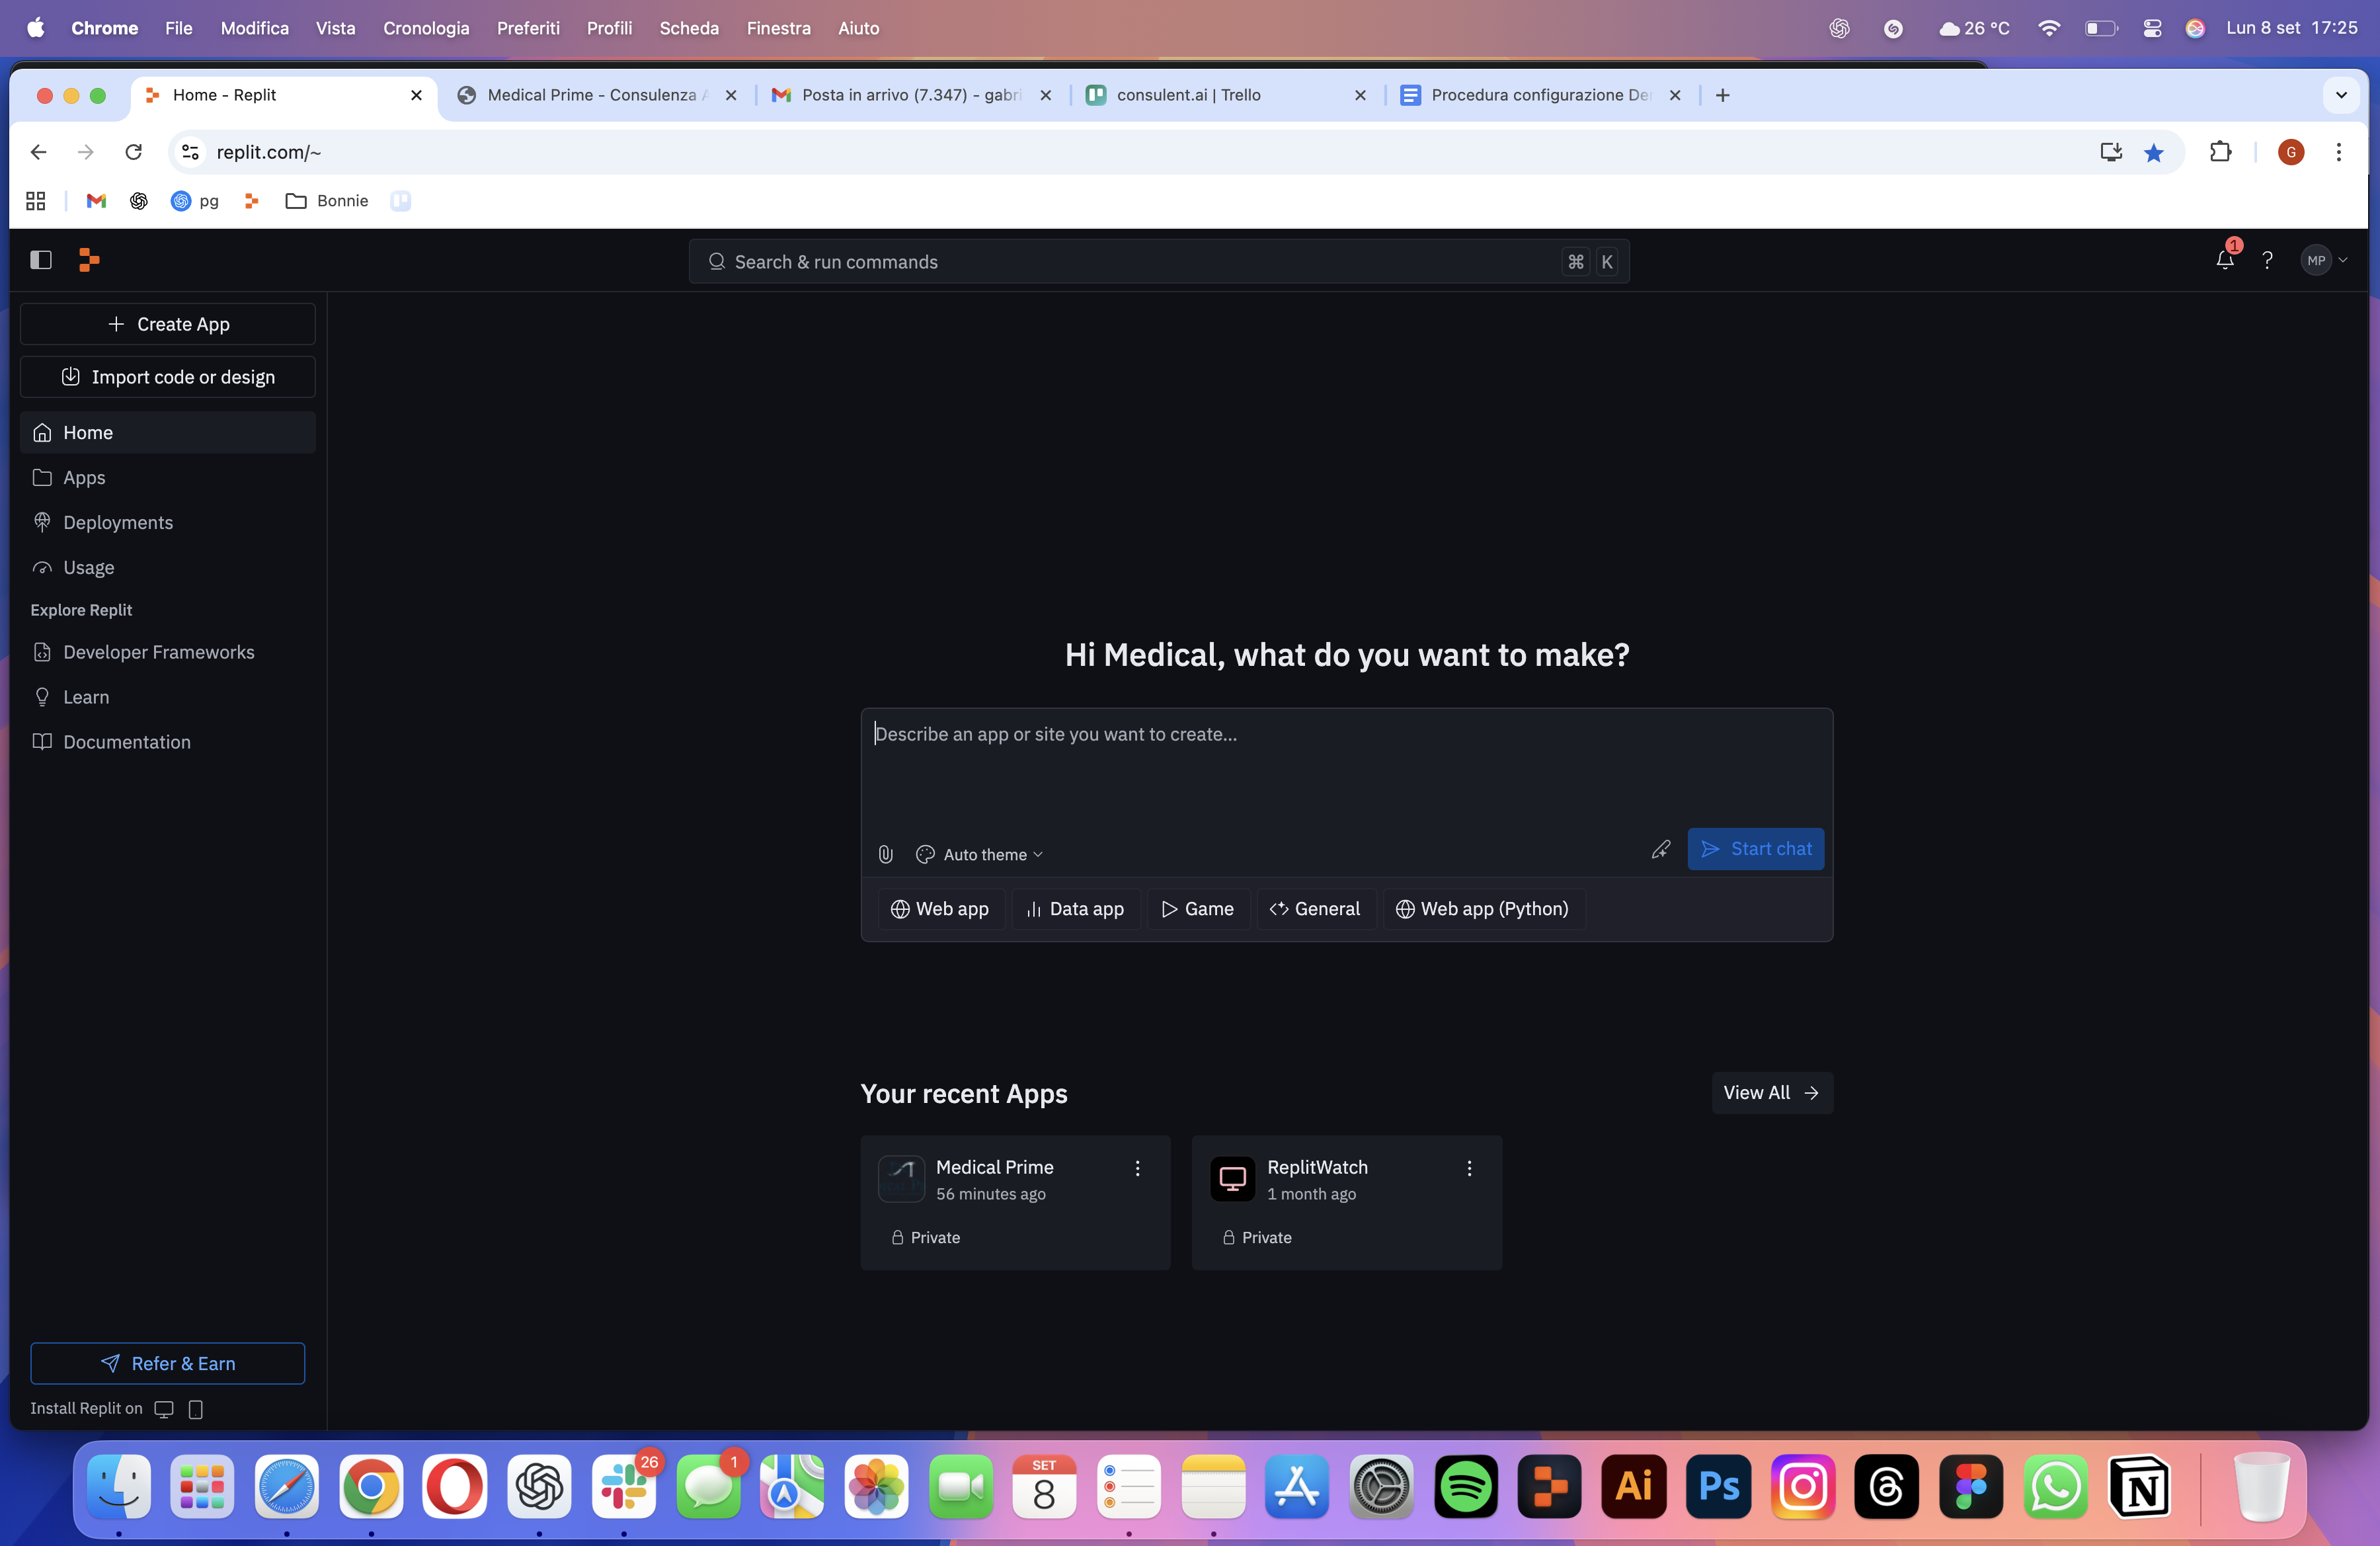 Chrome File Modifica Vista Cronologia Preferiti Profili Scheda Finestra Aiuto 26 °C Lun 8 set 17:25
Home - Replit Medical Prime - Consulenza Posta in arrivo (7.347) - gabri consulent.ai | Trello Procedura configurazione De
replit.com/~ G
pg Bonnie
Search & run commands ⌘ K 1 ? MP
Create App
Import code or design
Home
Apps
Deployments
Usage
Explore Replit
Developer Frameworks
Learn
Documentation
Hi Medical, what do you want to make?
Describe an app or site you want to create...
Auto theme Start chat
Web app Data app Game General Web app (Python)
Your recent Apps View All
Medical Prime ReplitWatch
56 minutes ago 1 month ago
Private Private
Refer & Earn
Install Replit on
26 1 SET
8 Ai Ps N